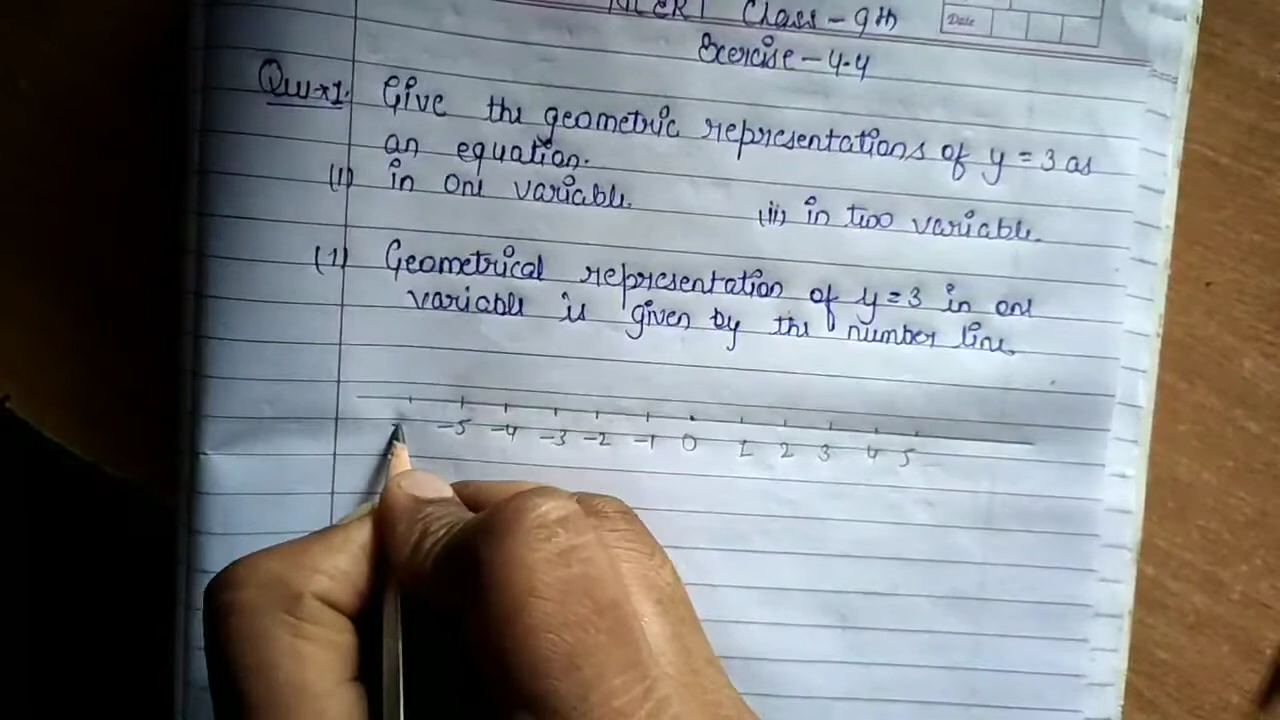 NCERT Class - 9th
Date
Exercise - 4.4
Que→1. Give the geometric representations of y = 3 as
an equation.
(i) in one variable. (ii) in two variable.
(1) Geometrical representation of y = 3 in one
variable is given by the number line.
-5 -4 -3 -2 -1 0 1 2 3 4 5